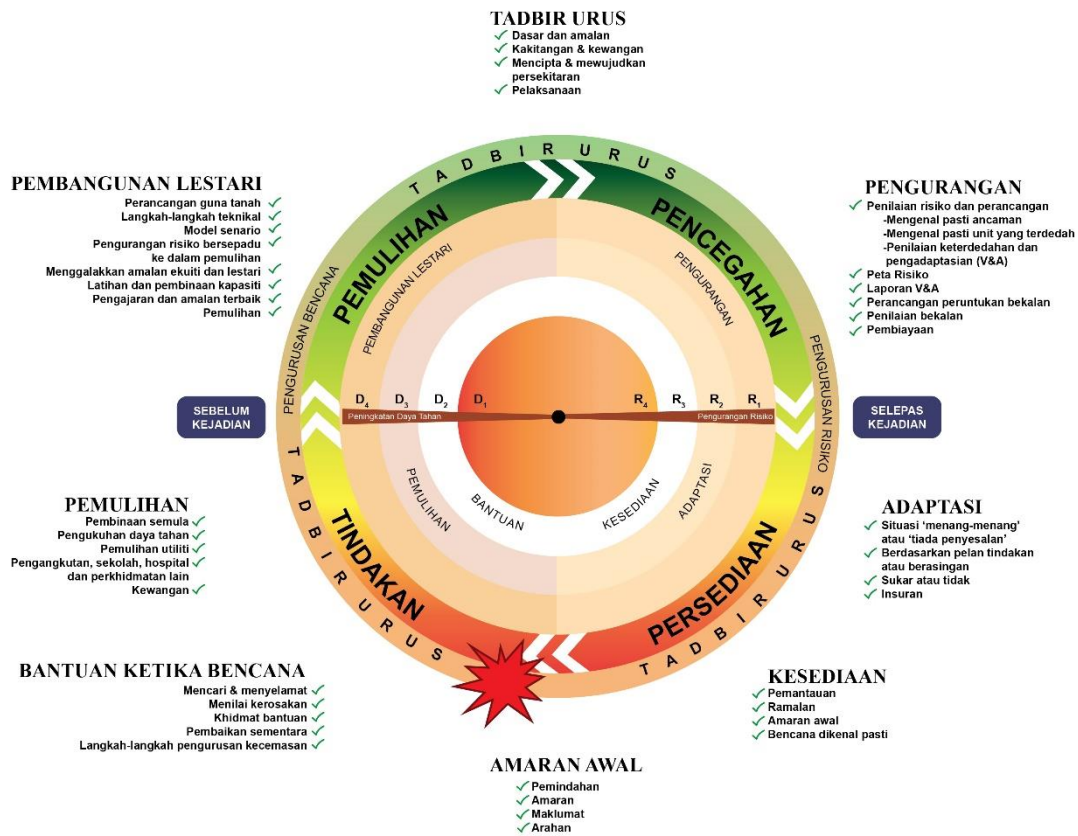 TADBIR URUS
Dasar dan amalan
Kakitangan & kewangan
Mencipta & mewujudkan
persekitaran
Pelaksanaan
PEMBANGUNAN LESTARI
Perancangan guna tanah
Langkah-langkah teknikal
Model senario
Pengurangan risiko bersepadu
ke dalam pemulihan
Menggalakkan amalan ekuiti dan lestari
Latihan dan pembinaan kapasiti
Pengajaran dan amalan terbaik
Pemulihan
PENGURANGAN
Penilaian risiko dan perancangan
-Mengenal pasti ancaman
-Mengenal pasti unit yang terdedah
-Penilaian keterdedahan dan
pengadaptasian (V&A)
Peta Risiko
Laporan V&A
Perancangan peruntukan bekalan
Penilaian bekalan
Pembiayaan
TADBIR URUS
PENGURUSAN BENCANA
PENGURUSAN RISIKO
PEMULIHAN
PENCEGAHAN
PEMBANGUNAN LESTARI
PENGURANGAN
SEBELUM
KEJADIAN
D4 D3 D2 D1 R4 R3 R2 R1
Peningkatan Daya Tahan
Pengurangan Risiko
SELEPAS
KEJADIAN
PEMULIHAN
BANTUAN
KESEDIAAN
ADAPTASI
TINDAKAN
PERSEDIAAN
TADBIR URUS
TADBIR URUS
PEMULIHAN
Pembinaan semula
Pengukuhan daya tahan
Pemulihan utiliti
Pengangkutan, sekolah, hospital
dan perkhidmatan lain
Kewangan
ADAPTASI
Situasi ‘menang-menang’
atau ‘tiada penyesalan’
Berdasarkan pelan tindakan
atau berasingan
Sukar atau tidak
Insuran
BANTUAN KETIKA BENCANA
Mencari & menyelamat
Menilai kerosakan
Khidmat bantuan
Pembaikan sementara
Langkah-langkah pengurusan kecemasan
KESEDIAAN
Pemantauan
Ramalan
Amaran awal
Bencana dikenal pasti
AMARAN AWAL
Pemindahan
Amaran
Maklumat
Arahan